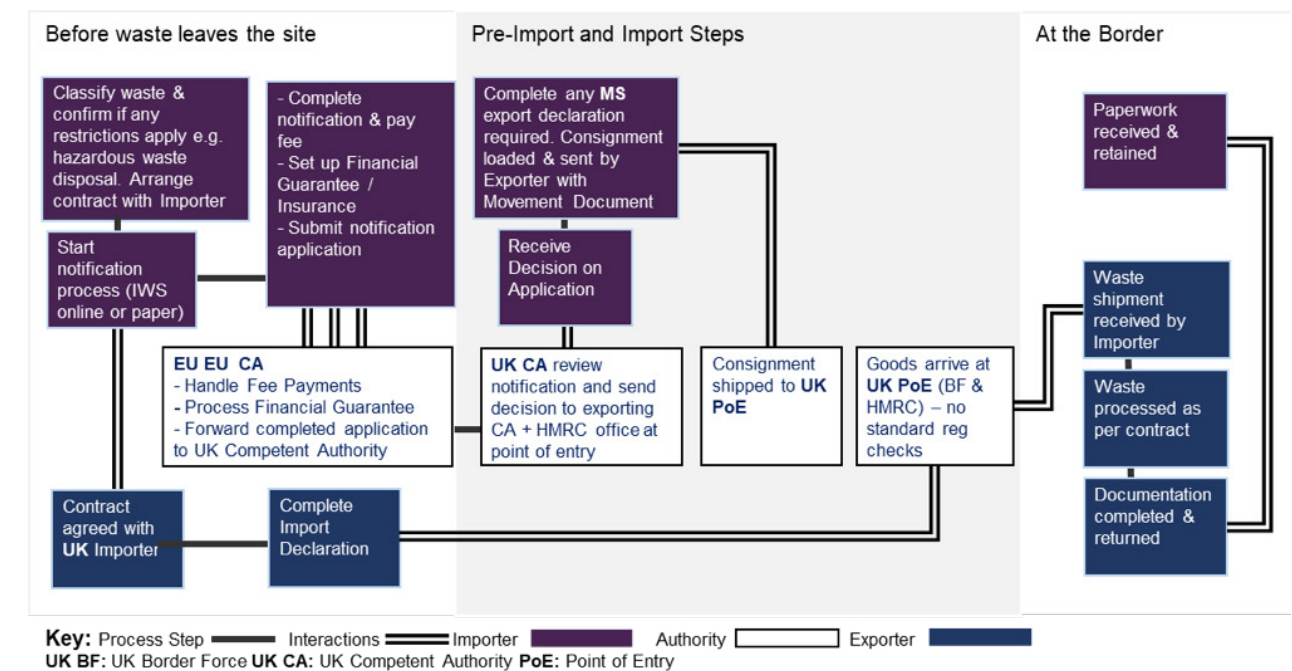 Before waste leaves the site
Pre-Import and Import Steps
At the Border
Classify waste &
confirm if any
restrictions apply e.g.
hazardous waste
disposal. Arrange
contract with Importer
- Complete
notification & pay
fee
- Set up Financial
Guarantee /
Insurance
- Submit notification
application
Start
notification
process (IWS
online or paper)
EU EU CA
- Handle Fee Payments
- Process Financial Guarantee
- Forward completed application
to UK Competent Authority
Contract
agreed with
UK Importer
Complete
Import
Declaration
Complete any MS
export declaration
required. Consignment
loaded & sent by
Exporter with
Movement Document
Receive
Decision on
Application
UK CA review
notification and send
decision to exporting
CA + HMRC office at
point of entry
Consignment
shipped to UK
PoE
Goods arrive at
UK PoE (BF &
HMRC) – no
standard reg
checks
Paperwork
received &
retained
Waste
shipment
received by
Importer
Waste
processed as
per contract
Documentation
completed &
returned
Key: Process Step Interactions Importer Authority Exporter
UK BF: UK Border Force UK CA: UK Competent Authority PoE: Point of Entry